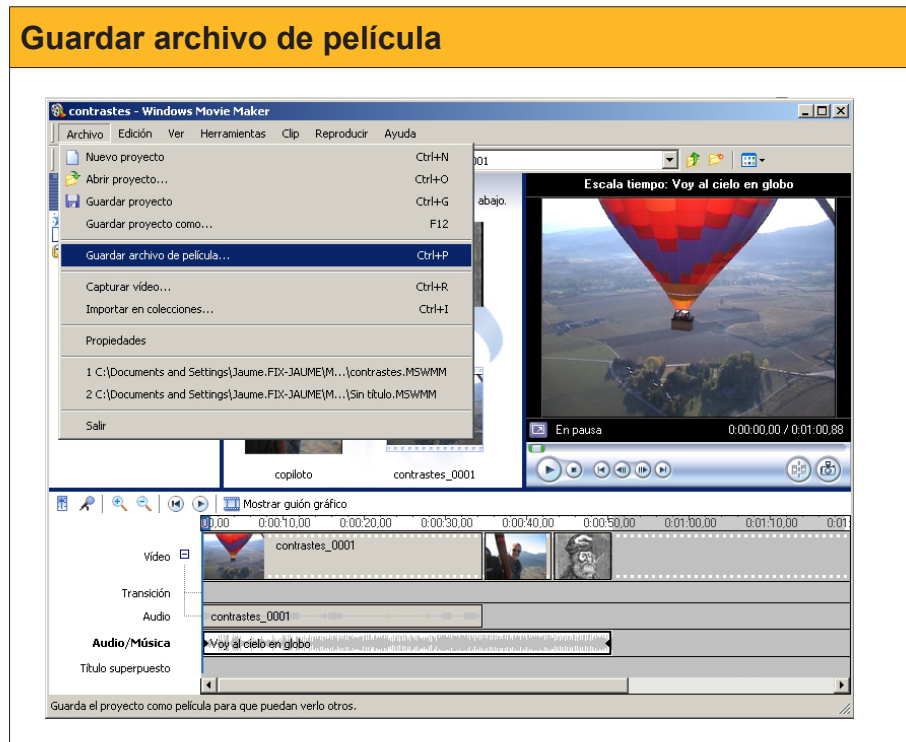 Guardar archivo de película
contrastes - Windows Movie Maker
Archivo Edición Ver Herramientas Clip Reproducir Ayuda
Nuevo proyecto Ctrl+N
Abrir proyecto... Ctrl+O
Guardar proyecto Ctrl+G
Guardar proyecto como... F12
Guardar archivo de película... Ctrl+P
Capturar vídeo... Ctrl+R
Importar en colecciones... Ctrl+I
Propiedades
1 C:\Documents and Settings\Jaume.FIX-JAUME\M...\contrastes.MSWMM
2 C:\Documents and Settings\Jaume.FIX-JAUME\M...\Sin título.MSWMM
Salir
001
abajo.
copiloto contrastes_0001
Escala tiempo: Voy al cielo en globo
En pausa 0:00:00,00 / 0:01:00,88
Mostrar guión gráfico
0:00:10,00 0:00:20,00 0:00:30,00 0:00:40,00 0:00:50,00 0:01:00,00 0:01:10,00 0:01:
Vídeo contrastes_0001
Transición
Audio contrastes_0001
Audio/Música Voy al cielo en globo
Título superpuesto
Guarda el proyecto como película para que puedan verlo otros.